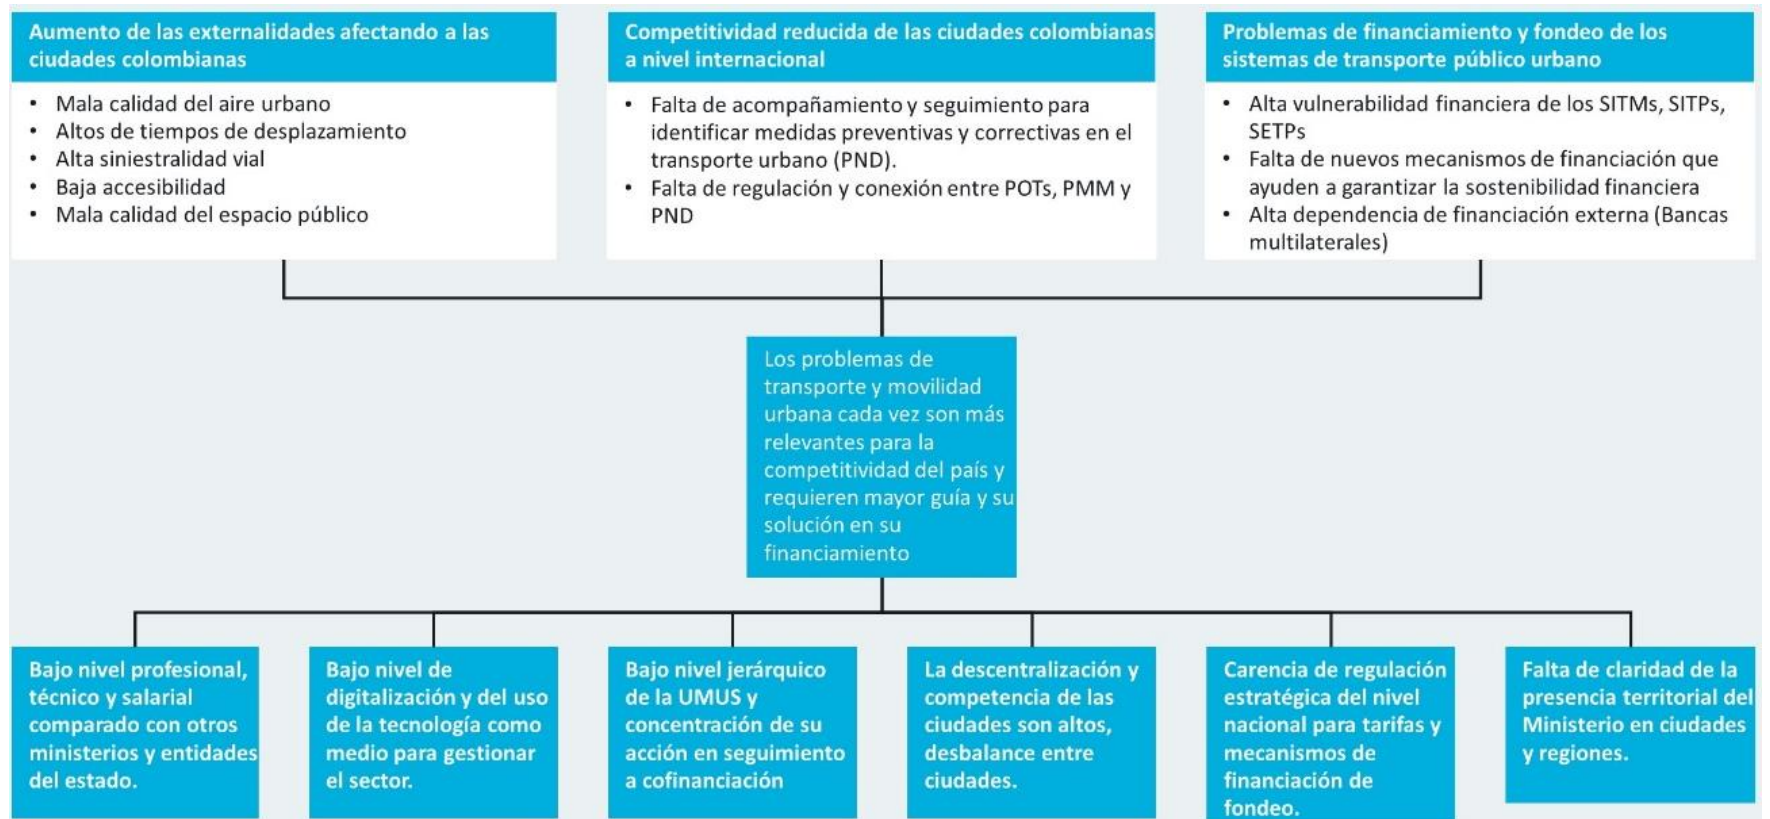 Aumento de las externalidades afectando a las
ciudades colombianas
• Mala calidad del aire urbano
• Altos de tiempos de desplazamiento
• Alta siniestralidad vial
• Baja accesibilidad
• Mala calidad del espacio público
Competitividad reducida de las ciudades colombianas
a nivel internacional
• Falta de acompañamiento y seguimiento para
identificar medidas preventivas y correctivas en el
transporte urbano (PND).
• Falta de regulación y conexión entre POTs, PMM y
PND
Problemas de financiamiento y fondeo de los
sistemas de transporte público urbano
• Alta vulnerabilidad financiera de los SITMs, SITPs,
SETPs
• Falta de nuevos mecanismos de financiación que
ayuden a garantizar la sostenibilidad financiera
• Alta dependencia de financiación externa (Bancas
multilaterales)
Los problemas de
transporte y movilidad
urbana cada vez son más
relevantes para la
competitividad del país y
requieren mayor guía y su
solución en su
financiamiento
Bajo nivel profesional,
técnico y salarial
comparado con otros
ministerios y entidades
del estado.
Bajo nivel de
digitalización y del uso
de la tecnología como
medio para gestionar
el sector.
Bajo nivel jerárquico
de la UMUS y
concentración de su
acción en seguimiento
a cofinanciación
La descentralización y
competencia de las
ciudades son altos,
desbalance entre
ciudades.
Carencia de regulación
estratégica del nivel
nacional para tarifas y
mecanismos de
financiación de
fondeo.
Falta de claridad de la
presencia territorial del
Ministerio en ciudades
y regiones.